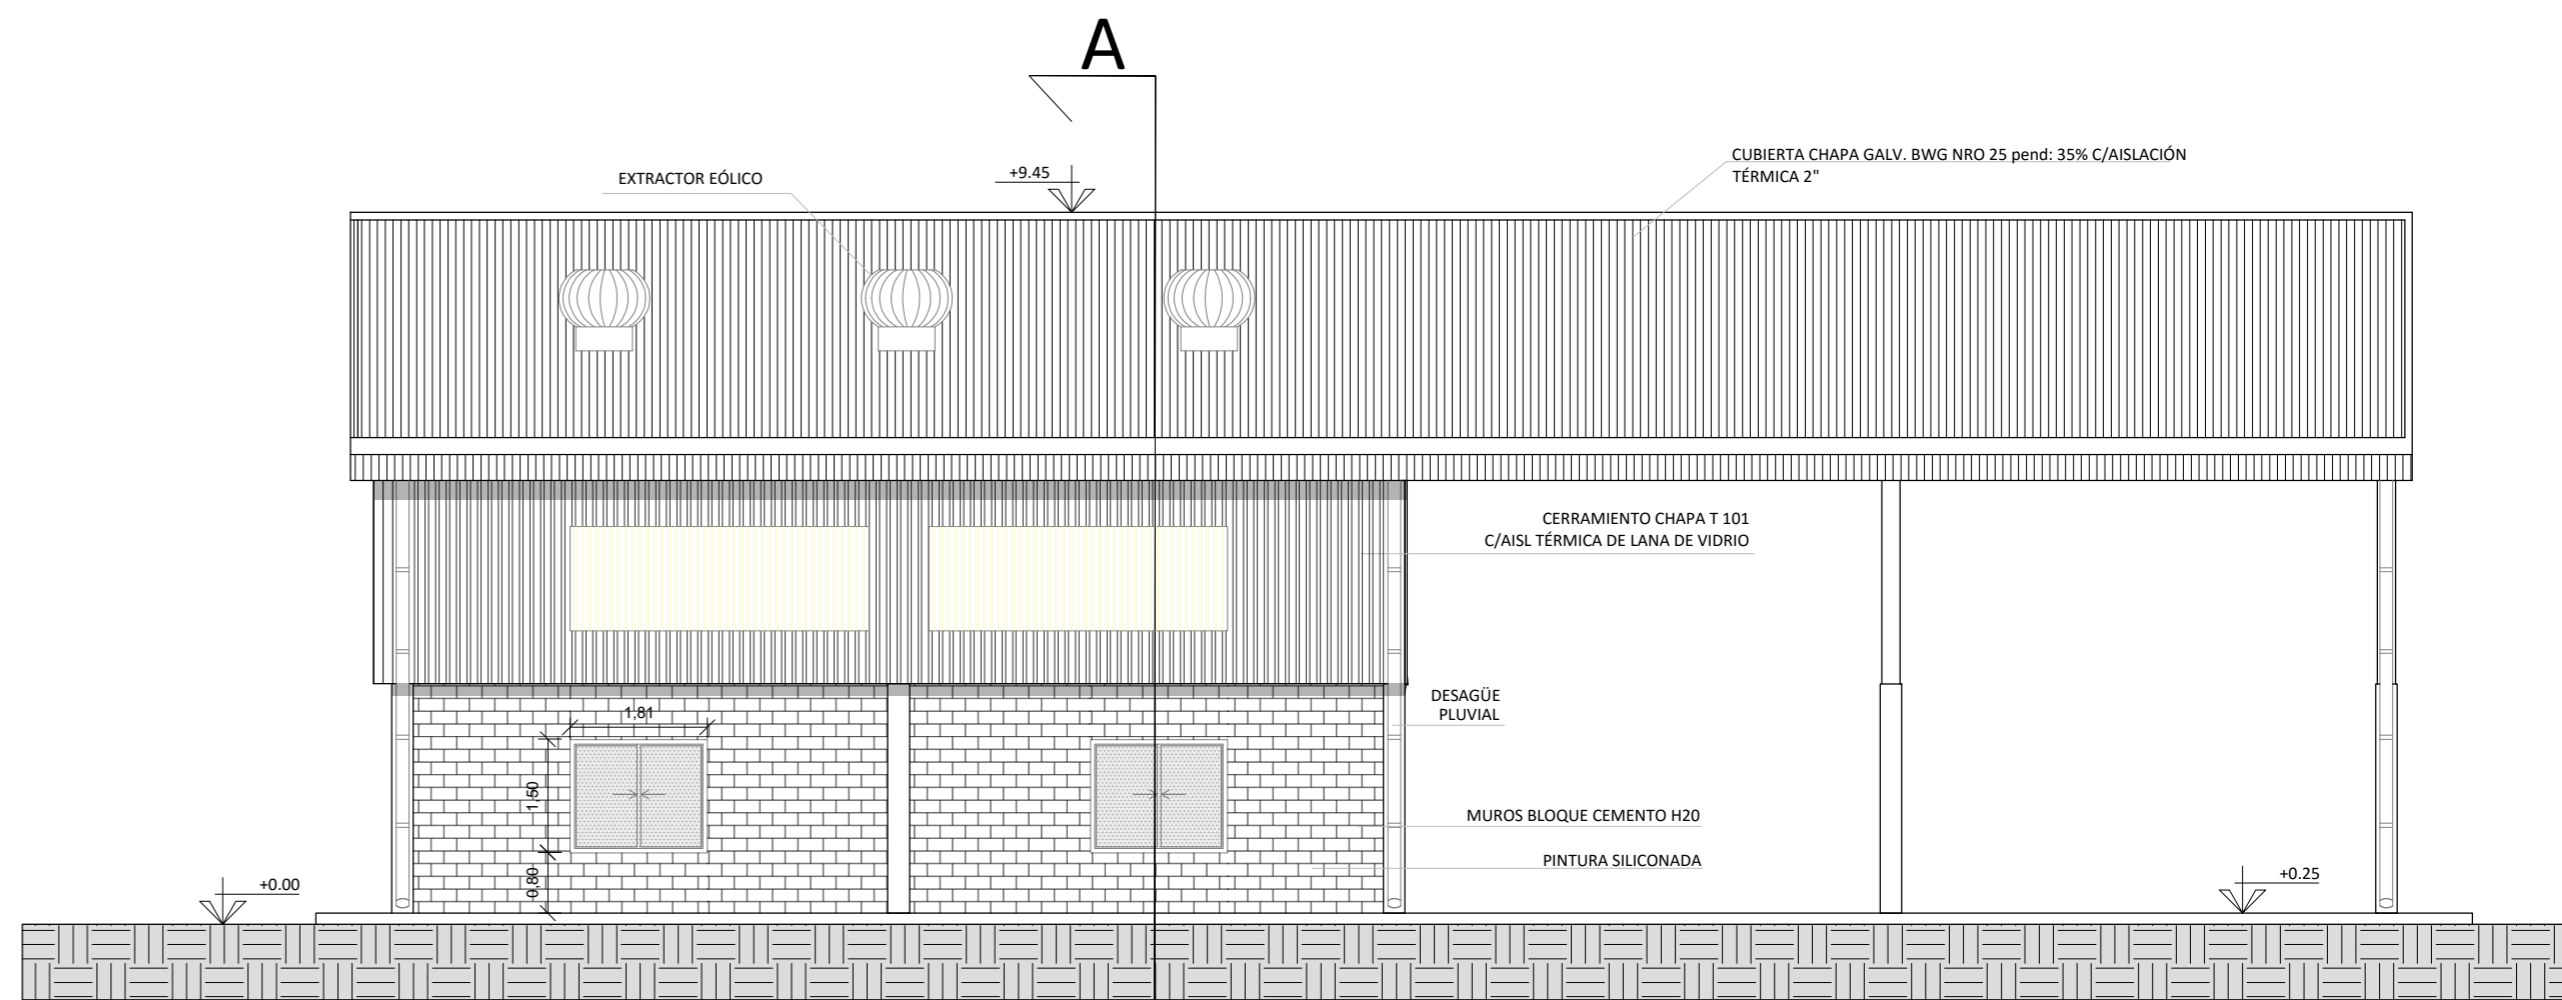 A
CUBIERTA CHAPA GALV. BWG NRO 25 pend: 35% C/AISLACIÓN
TÉRMICA 2"
+9.45
EXTRACTOR EÓLICO
CERRAMIENTO CHAPA T 101
C/AISL TÉRMICA DE LANA DE VIDRIO
DESAGÜE
PLUVIAL
1,81
1,50
MUROS BLOQUE CEMENTO H20
PINTURA SILICONADA
0,80
+0.00
+0.25